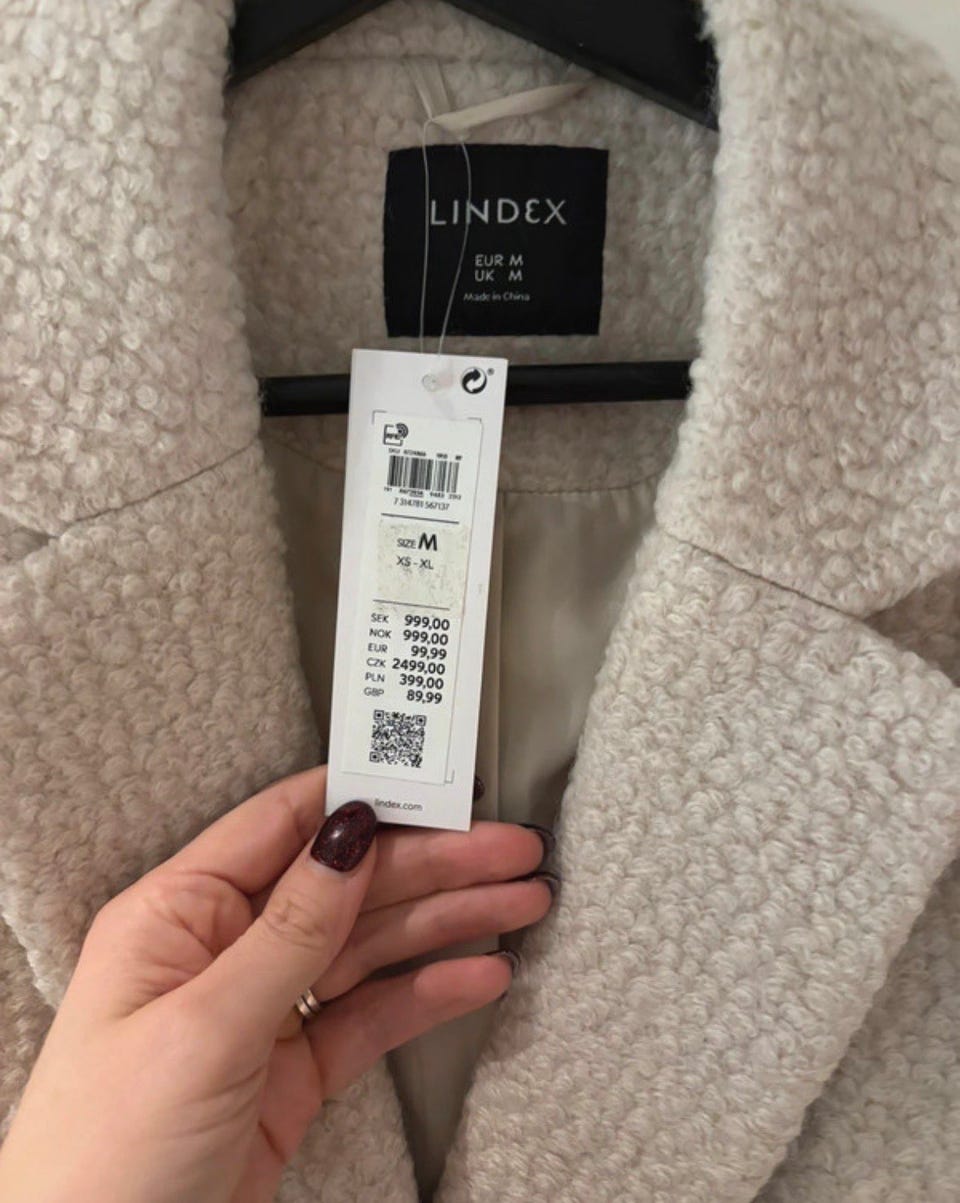 LINDEX
EUR M
UK M
Made in China
®
7 314781 567137
SIZE M
XS - XL
SEK 999,00
NOK 999,00
EUR 99,99
CZK 2499,00
PLN 399,00
GBP 89,99
lindex.com